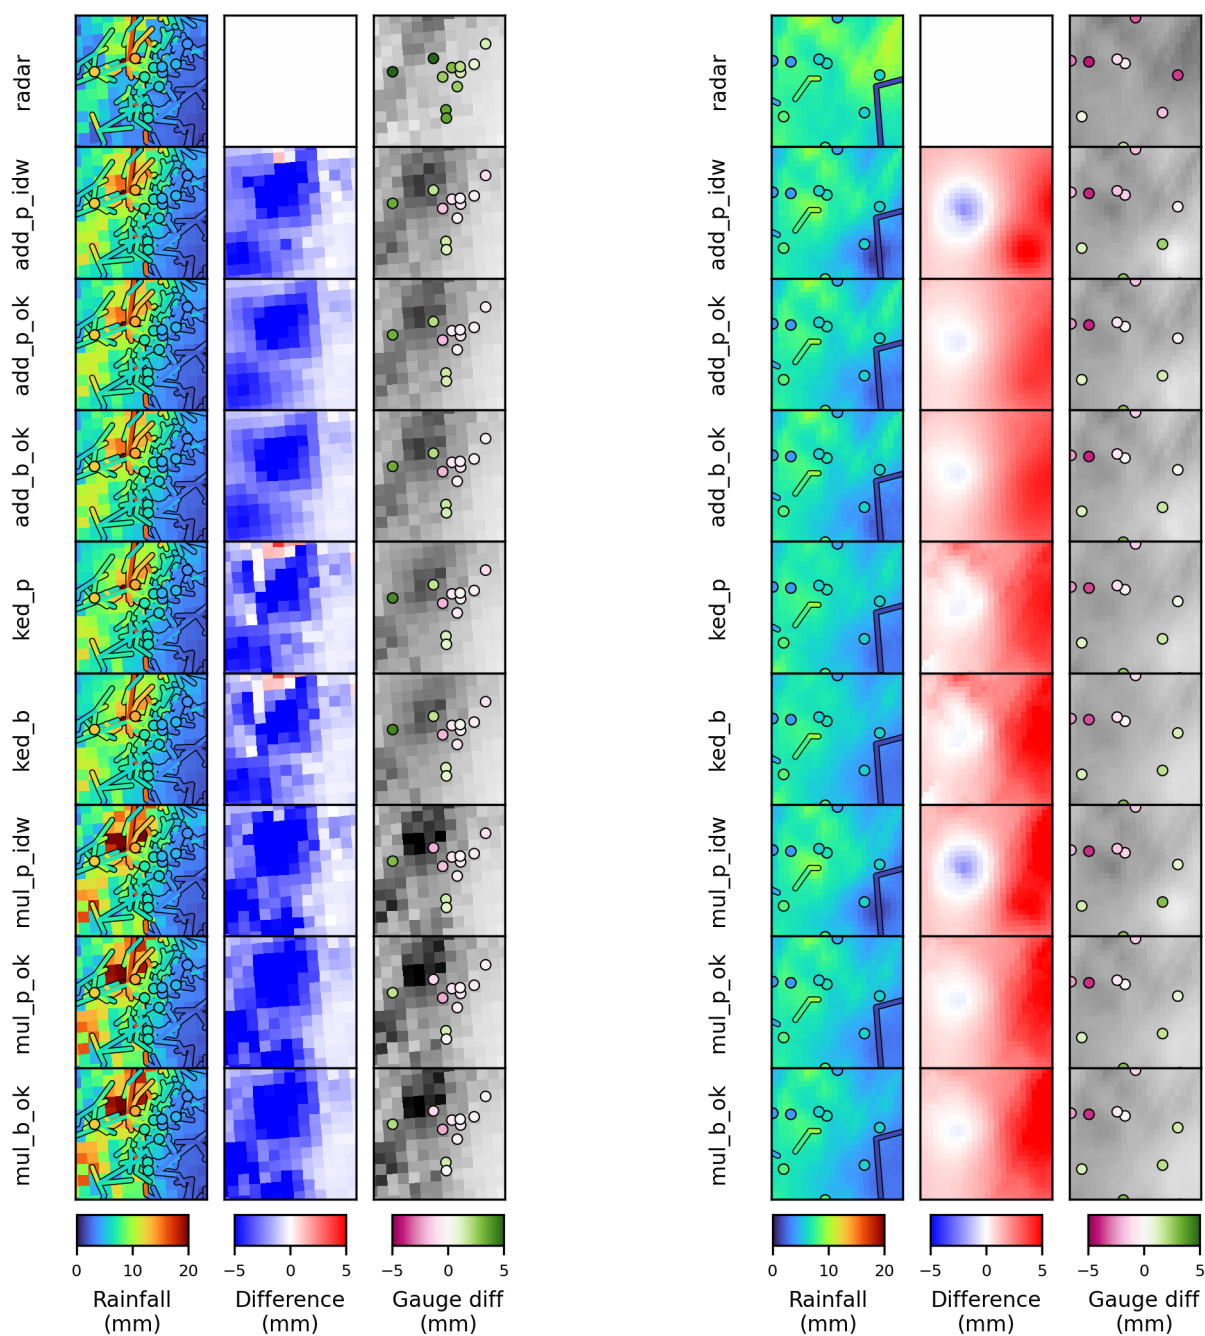 radar
radar
add_p_idw
add_p_idw
add_p_ok
add_p_ok
add_b_ok
add_b_ok
ked_p
ked_p
ked_b
ked_b
mul_p_idw
mul_p_idw
mul_p_ok
mul_p_ok
mul_b_ok
mul_b_ok
0 10 20 −5 0 5 −5 0 5 0 10 20 −5 0 5 −5 0 5
Rainfall Difference Gauge diff Rainfall Difference Gauge diff
(mm) (mm) (mm) (mm) (mm) (mm)